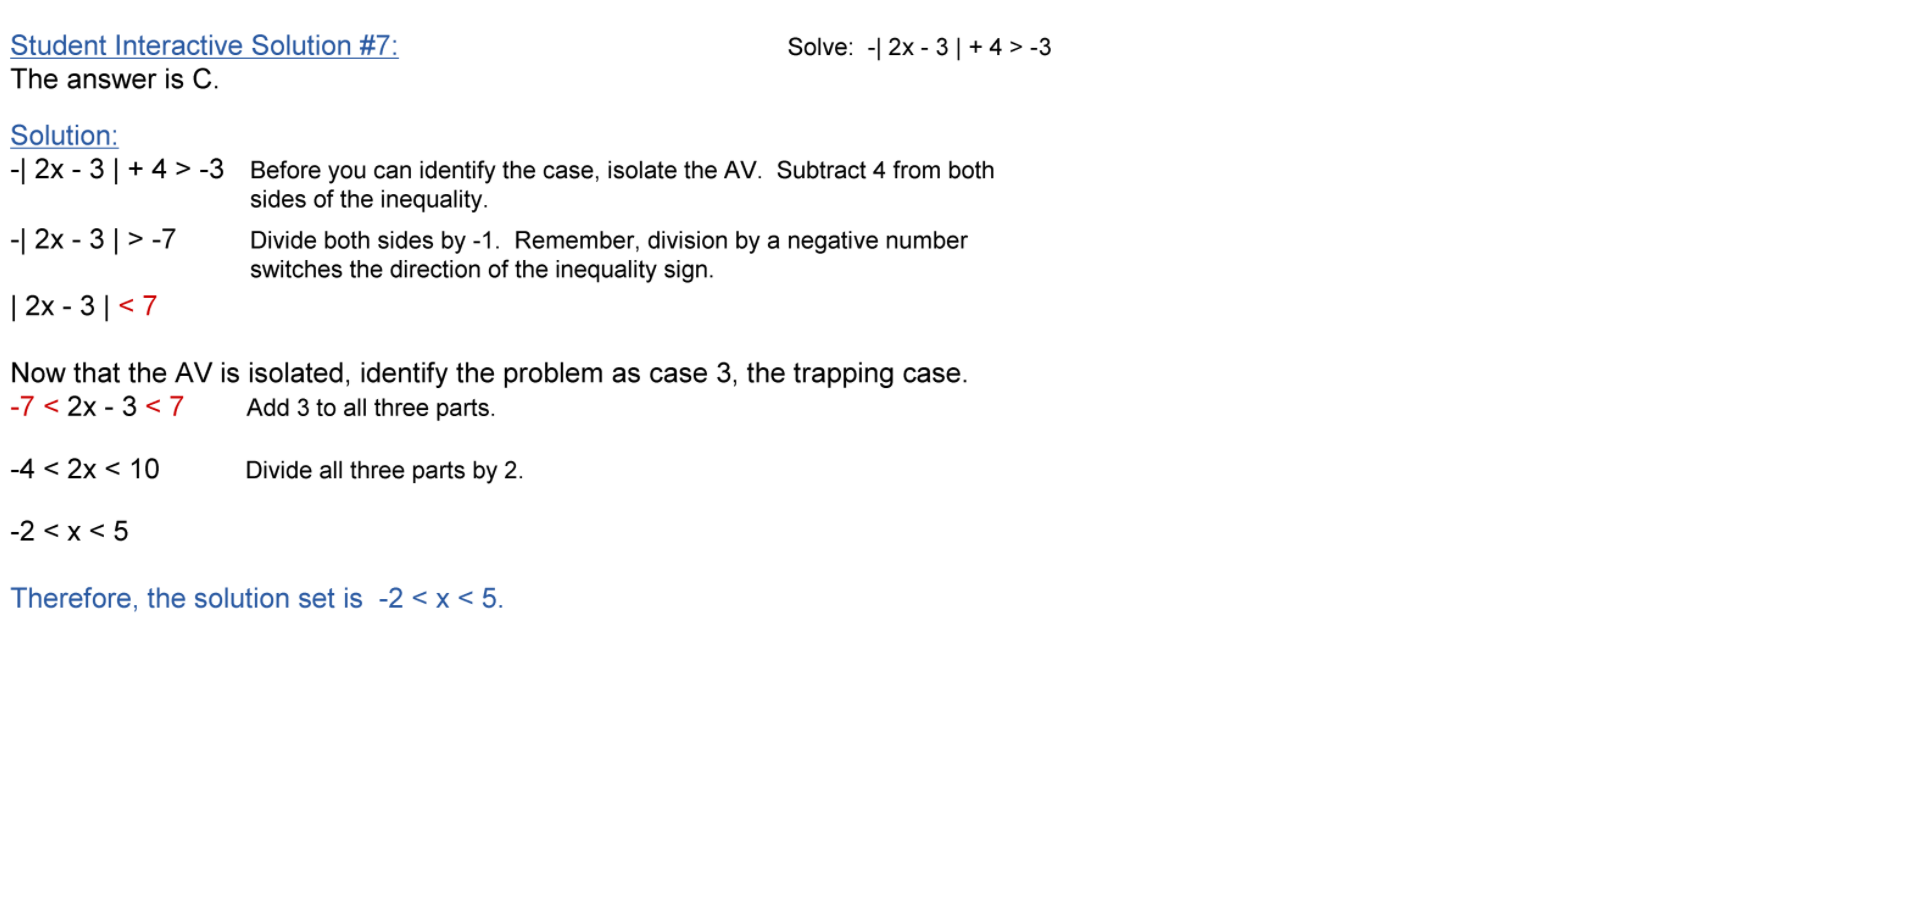 Student Interactive Solution #7:
Solve: -| 2x - 3 | + 4 > -3
The answer is C.
Solution:
-| 2x - 3 | + 4 > -3 Before you can identify the case, isolate the AV. Subtract 4 from both
sides of the inequality.
-| 2x - 3 | > -7 Divide both sides by -1. Remember, division by a negative number
switches the direction of the inequality sign.
| 2x - 3 | < 7
Now that the AV is isolated, identify the problem as case 3, the trapping case.
-7 < 2x - 3 < 7 Add 3 to all three parts.
-4 < 2x < 10 Divide all three parts by 2.
-2 < x < 5
Therefore, the solution set is -2 < x < 5.